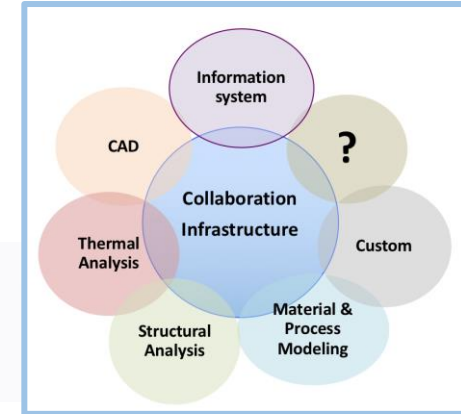 Information
system
?
CAD
Collaboration
Infrastructure
Thermal
Analysis
Custom
Structural
Analysis
Material &
Process
Modeling